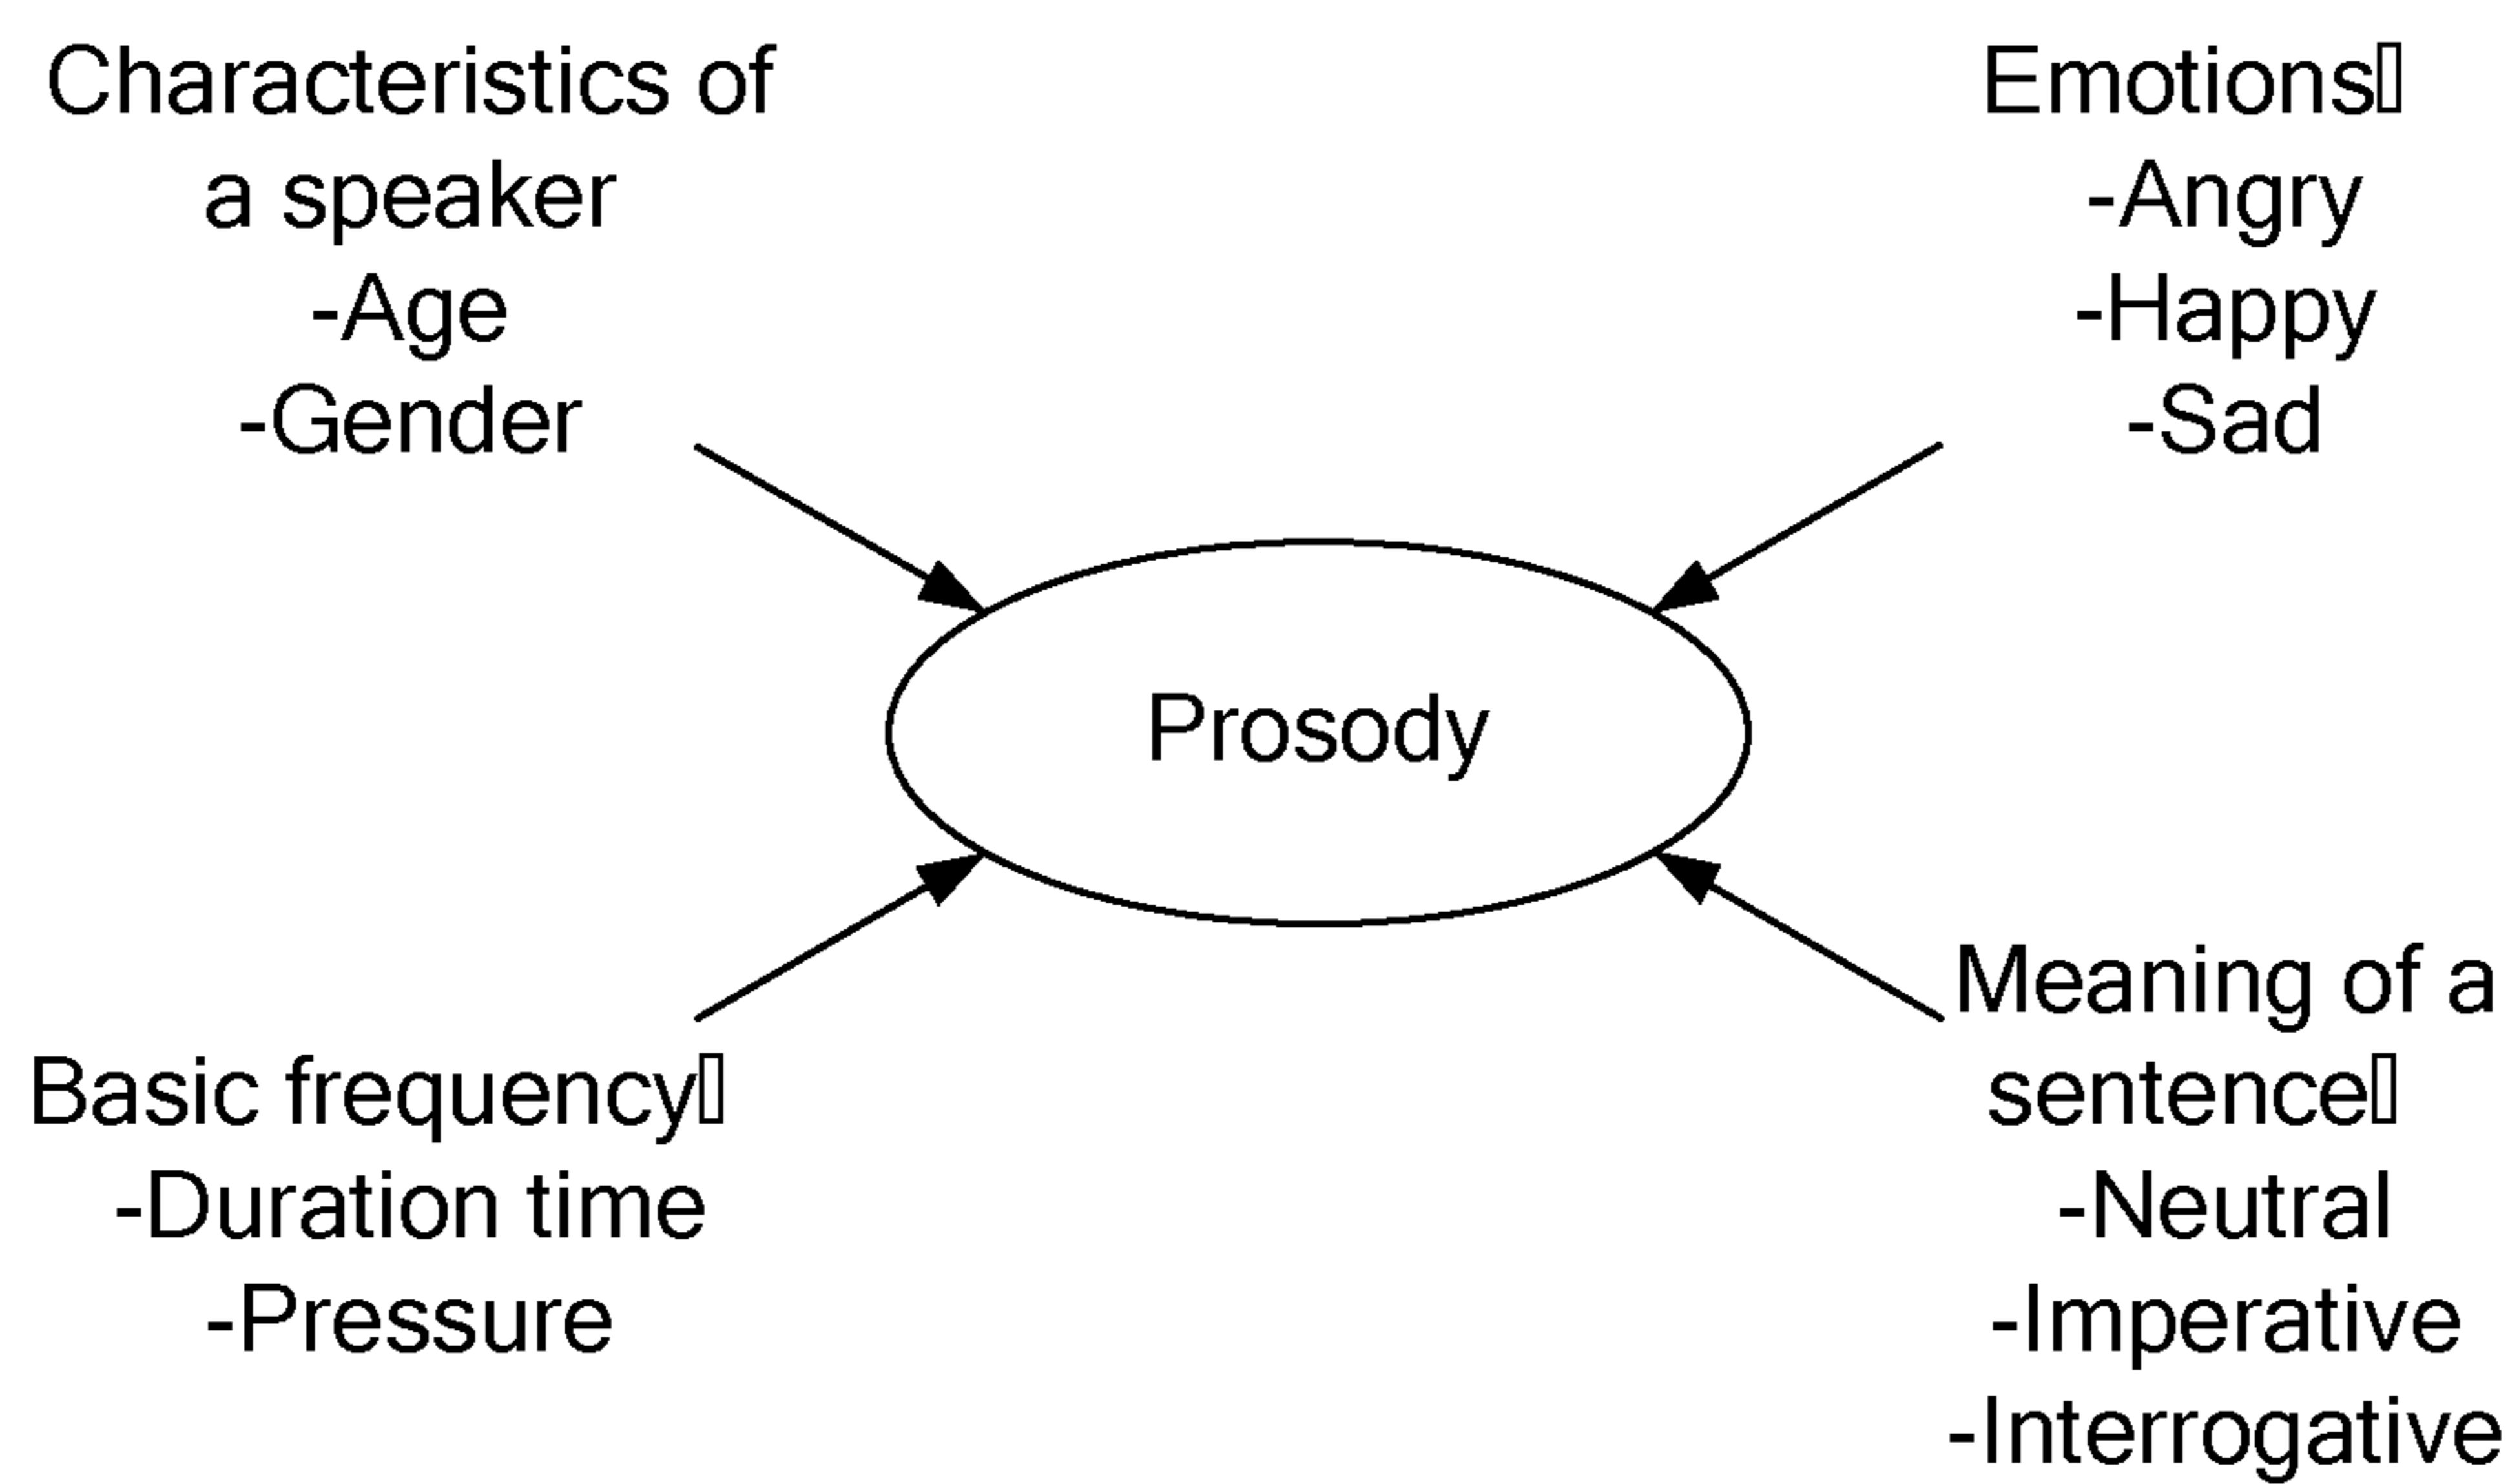 Characteristics of
a speaker
-Age
-Gender
Emotions▯
-Angry
-Happy
-Sad
Prosody
Basic frequency▯
-Duration time
-Pressure
Meaning of a
sentence▯
-Neutral
-Imperative
-Interrogative